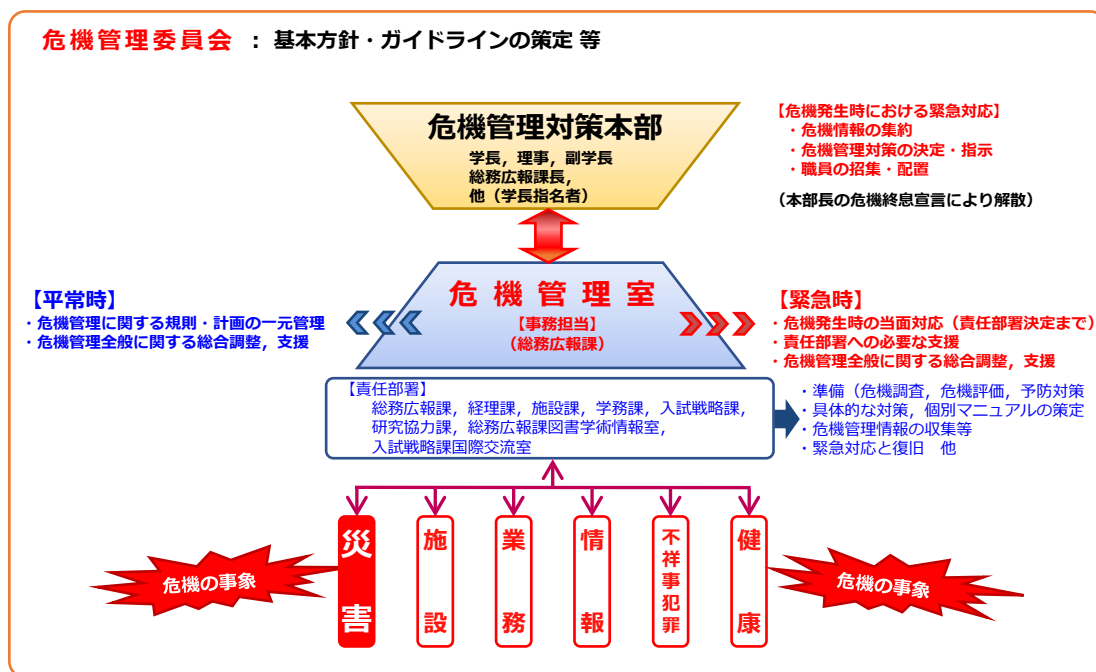 危機管理委員会 : 基本方針・ガイドラインの策定 等
危機管理対策本部
学長，理事，副学長
総務広報課長，
他（学長指名者）
【危機発生時における緊急対応】
・危機情報の集約
・危機管理対策の決定・指示
・職員の招集・配置
（本部長の危機終息宣言により解散）
【平常時】
・危機管理に関する規則・計画の一元管理
・危機管理全般に関する総合調整，支援
危 機 管 理 室
【事務担当】
（総務広報課）
【緊急時】
・危機発生時の当面対応（責任部署決定まで）
・責任部署への必要な支援
・危機管理全般に関する総合調整，支援
【責任部署】
総務広報課，経理課，施設課，学務課，入試戦略課，
研究協力課，総務広報課図書学術情報室，
入試戦略課国際交流室
・準備（危機調査，危機評価，予防対策
・具体的な対策，個別マニュアルの策定
・危機管理情報の収集等
・緊急対応と復旧　他
危機の事象
災害
施設
業務
情報
不祥事犯罪
健康
危機の事象